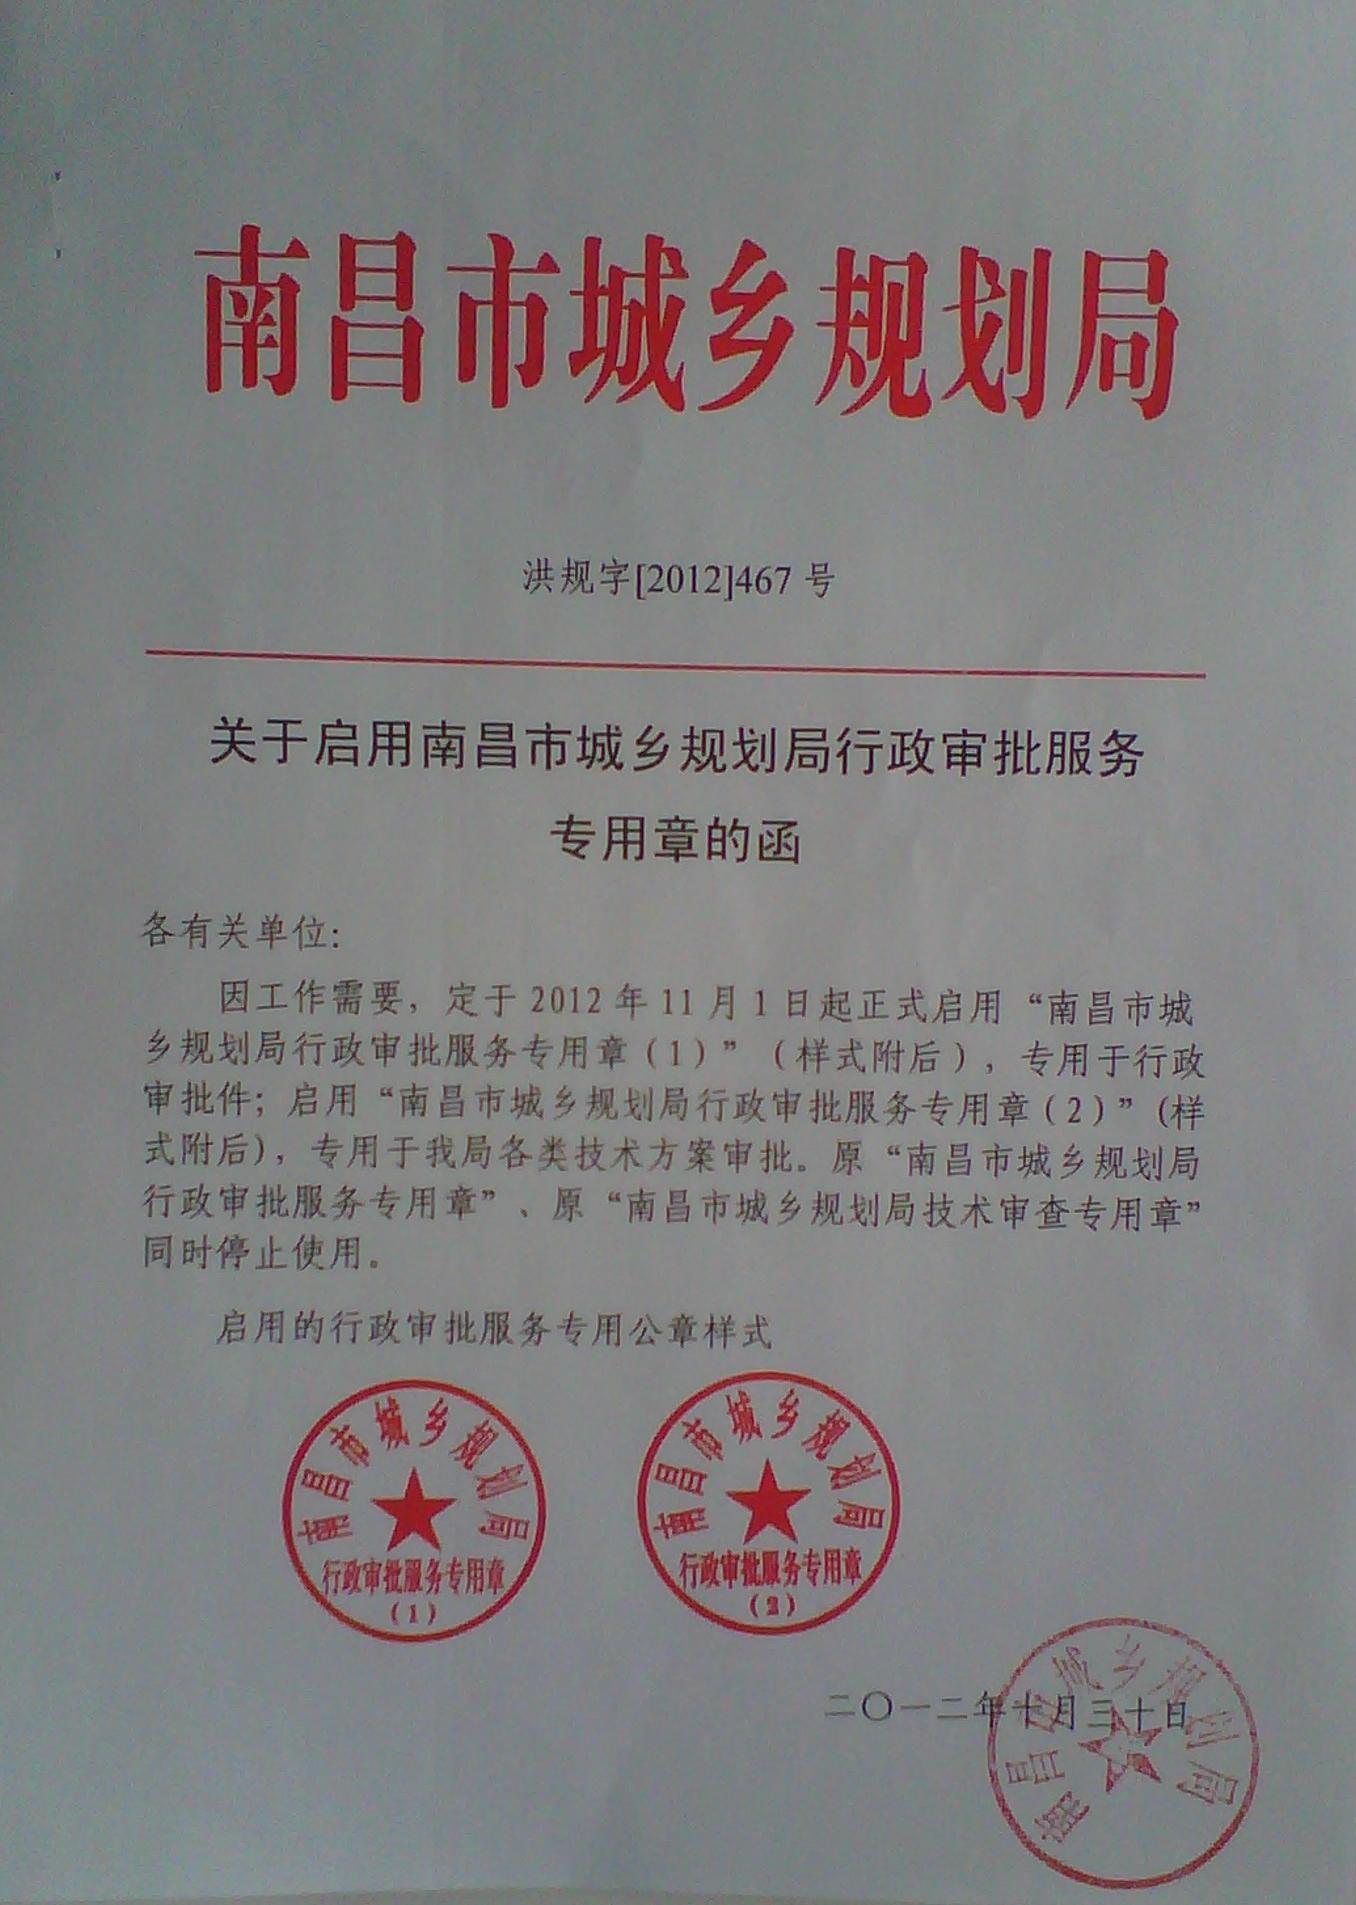 南昌市城乡规划局
洪规字[2012]467 号
关于启用南昌市城乡规划局行政审批服务
专用章的函
各有关单位:
因工作需要，定于 2012 年 11 月 1 日起正式启用“南昌市城
乡规划局行政审批服务专用章(1)”（样式附后），专用于行政
审批件；启用“南昌市城乡规划局行政审批服务专用章(2)”(样
式附后)，专用于我局各类技术方案审批。原“南昌市城乡规划局
行政审批服务专用章”、原“南昌市城乡规划局技术审查专用章”
同时停止使用。
启用的行政审批服务专用公章样式
南昌市城乡规划局
行政审批服务专用章
(1)
南昌市城乡规划局
行政审批服务专用章
(2)
二〇一二年十月三十日
南昌市城乡规划局